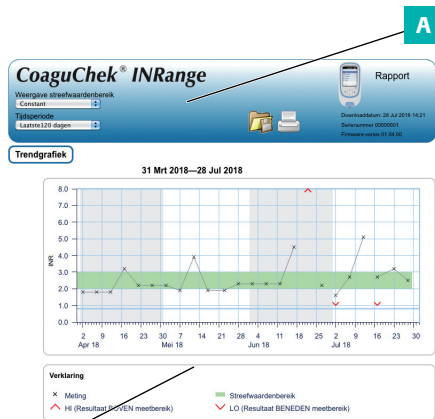 A
CoaguChek® INRange
Rapport
Weergave streefwaardenbereik
Constant
Tijdsperiode
Laatste120 dagen
Downloaddatum: 28 Jul 2018 14:21
Serienummer 00000001
Firmware-versie 01.04.00
Trendgrafiek
31 Mrt 2018—28 Jul 2018
8.0
7.0
6.0
5.0
INR
4.0
3.0
2.0
1.0
0.0
2 9 16 23 30 7 14 21 28 4 11 18 25 2 9 16 23 30
Apr 18 Mei 18 Jun 18 Jul 18
Verklaring
× Meting
Streefwaardenbereik
HI (Resultaat BOVEN meetbereik)
LO (Resultaat BENEDEN meetbereik)